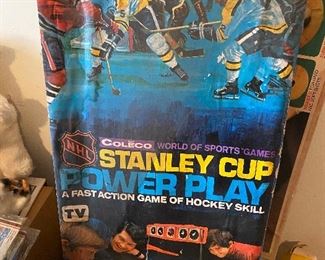 NHL
COLECO WORLD OF SPORTS GAMES
STANLEY CUP
POWER PLAY
A FAST ACTION GAME OF HOCKEY SKILL
TV